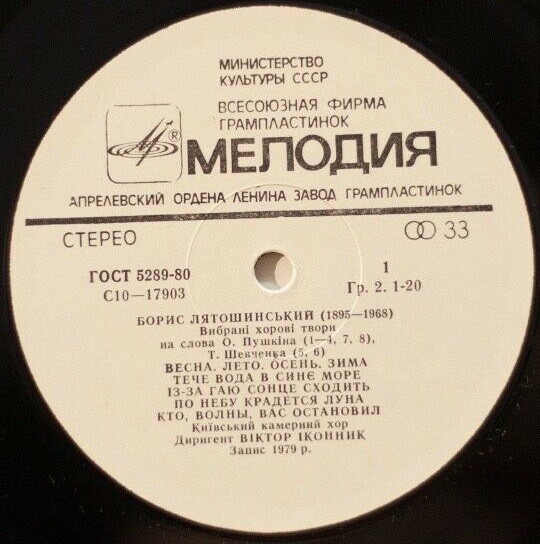 МИНИСТЕРСТВО
КУЛЬТУРЫ СССР
ВСЕСОЮЗНАЯ ФИРМА
ГРАМПЛАСТИНОК
®
МЕЛОДИЯ
АПРЕЛЕВСКИЙ ОРДЕНА ЛЕНИНА ЗАВОД ГРАМПЛАСТИНОК
СТЕРЕО
33
ГОСТ 5289-80
1
С10—17903
Гр. 2. 1-20
БОРИС ЛЯТОШИНСЬКИЙ (1895—1968)
Вибрані хорові твори
на слова О. Пушкіна (1—4, 7, 8),
Т. Шевченка (5, 6)
ВЕСНА. ЛЕТО. ОСЕНЬ. ЗИМА
ТЕЧЕ ВОДА В СИНЄ МОРЕ
ІЗ-ЗА ГАЮ СОНЦЕ СХОДИТЬ
ПО НЕБУ КРАДЕТСЯ ЛУНА
КТО, ВОЛНЫ, ВАС ОСТАНОВИЛ
Київський камерний хор
Диригент ВІКТОР ІКОННИК
Запис 1979 р.